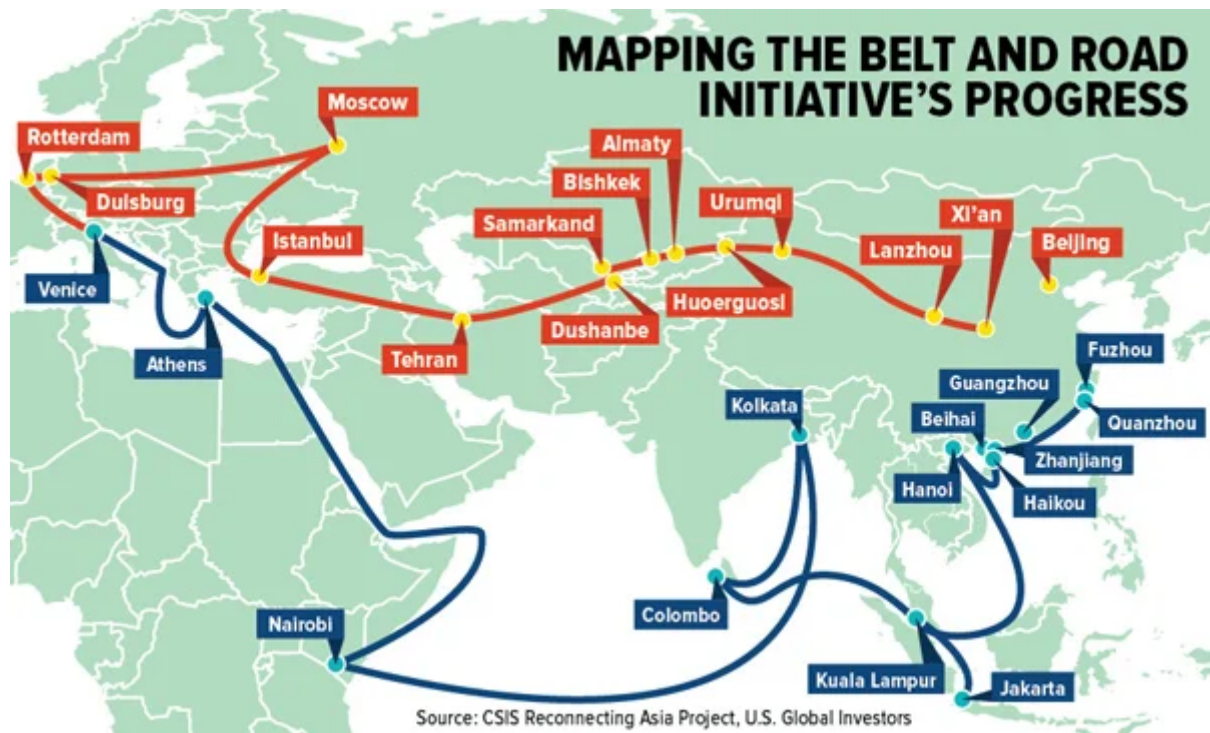 MAPPING THE BELT AND ROAD
INITIATIVE'S PROGRESS
Moscow
Rotterdam
Duisburg
Almaty
Bishkek
Urumqi
Xi'an
Samarkand
Istanbul
Lanzhou
Beijing
Venice
Huoerguosi
Dushanbe
Athens
Tehran
Fuzhou
Guangzhou
Kolkata
Beihai
Quanzhou
Zhanjiang
Hanoi
Haikou
Colombo
Nairobi
Kuala Lampur
Jakarta
Source: CSIS Reconnecting Asia Project, U.S. Global Investors